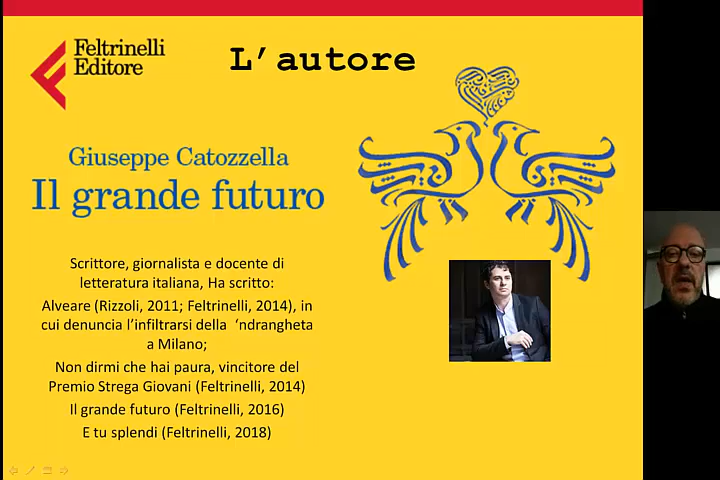 Feltrinelli
Editore
L’autore
Giuseppe Catozzella
Il grande futuro
Scrittore, giornalista e docente di
letteratura italiana, Ha scritto:
Alveare (Rizzoli, 2011; Feltrinelli, 2014), in
cui denuncia l’infiltrarsi della ‘ndrangheta
a Milano;
Non dirmi che hai paura, vincitore del
Premio Strega Giovani (Feltrinelli, 2014)
Il grande futuro (Feltrinelli, 2016)
E tu splendi (Feltrinelli, 2018)